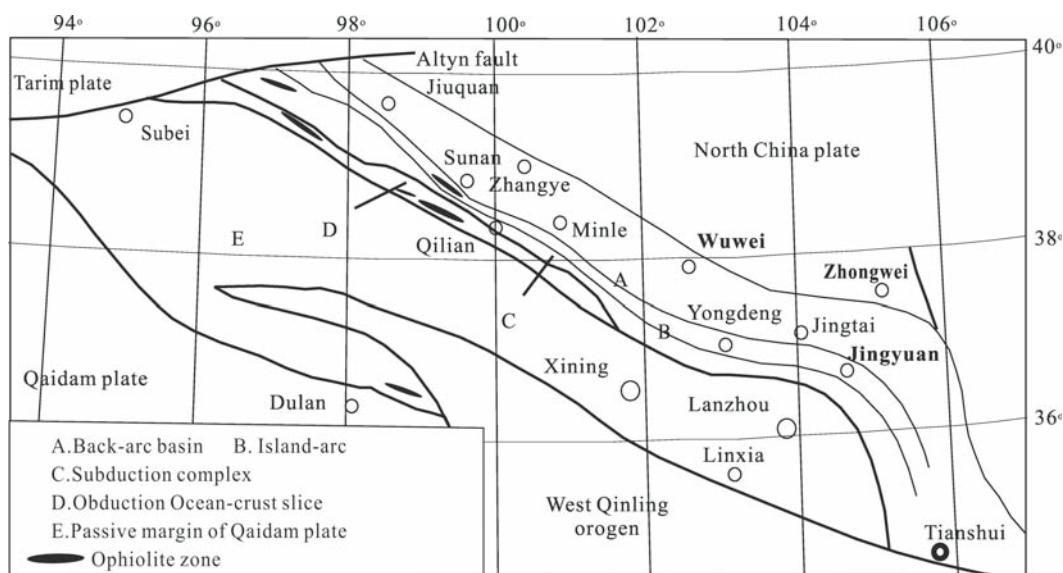 94° 96° 98° 100° 102° 104° 106°
40°
Altyn fault
Tarim plate
Jiuquan
Subei
Sunan
North China plate
Zhangye
D
E
Qilian
Minle
Wuwei
38°
Zhongwei
A
C
Yongdeng
B
Jingtai
Xining
Jingyuan
Qaidam plate
Dulan
Lanzhou
36°
Linxia
West Qinling
orogen
Tianshui
A.Back-arc basin B. Island-arc
C.Subduction complex
D.Obduction Ocean-crust slice
E.Passive margin of Qaidam plate
Ophiolite zone